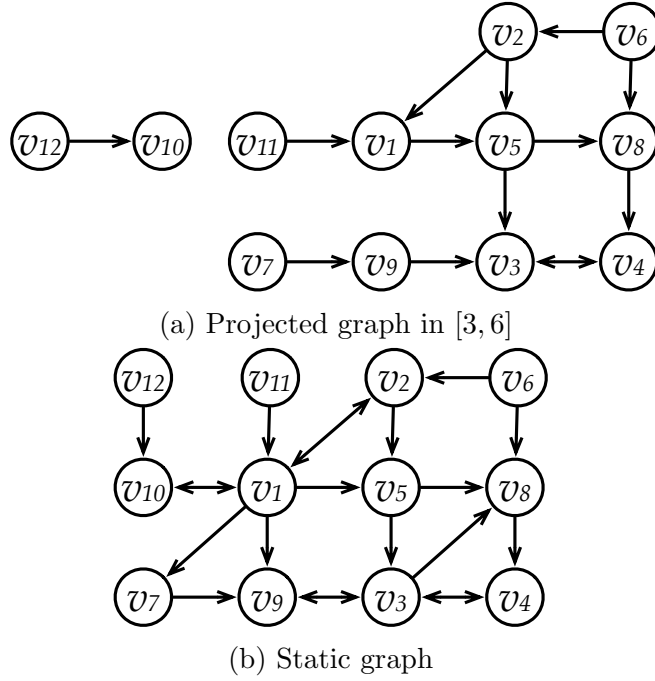 v2 v6
v12 v10 v11 v1 v5 v8
v7 v9 v3 v4
(a) Projected graph in [3, 6]
v12 v11 v2 v6
v10 v1 v5 v8
v7 v9 v3 v4
(b) Static graph